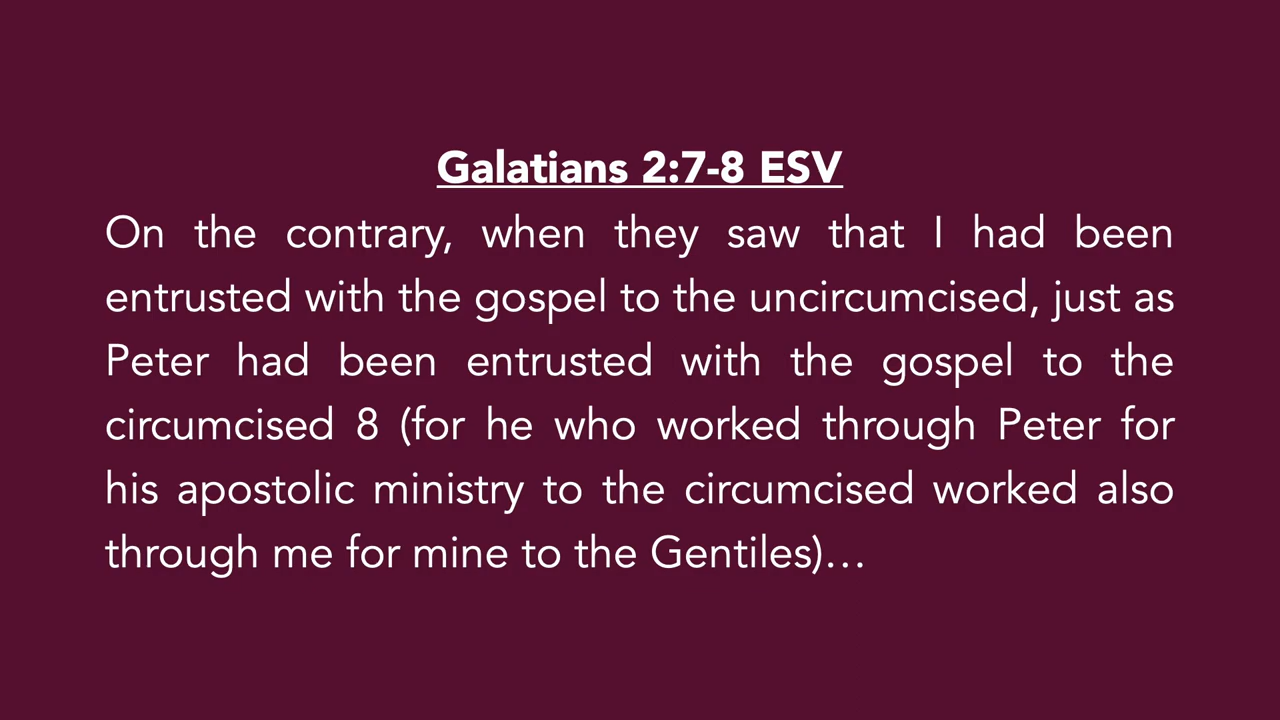 Galatians 2:7-8 ESV
On the contrary, when they saw that I had been
entrusted with the gospel to the uncircumcised, just as
Peter had been entrusted with the gospel to the
circumcised 8 (for he who worked through Peter for
his apostolic ministry to the circumcised worked also
through me for mine to the Gentiles)…